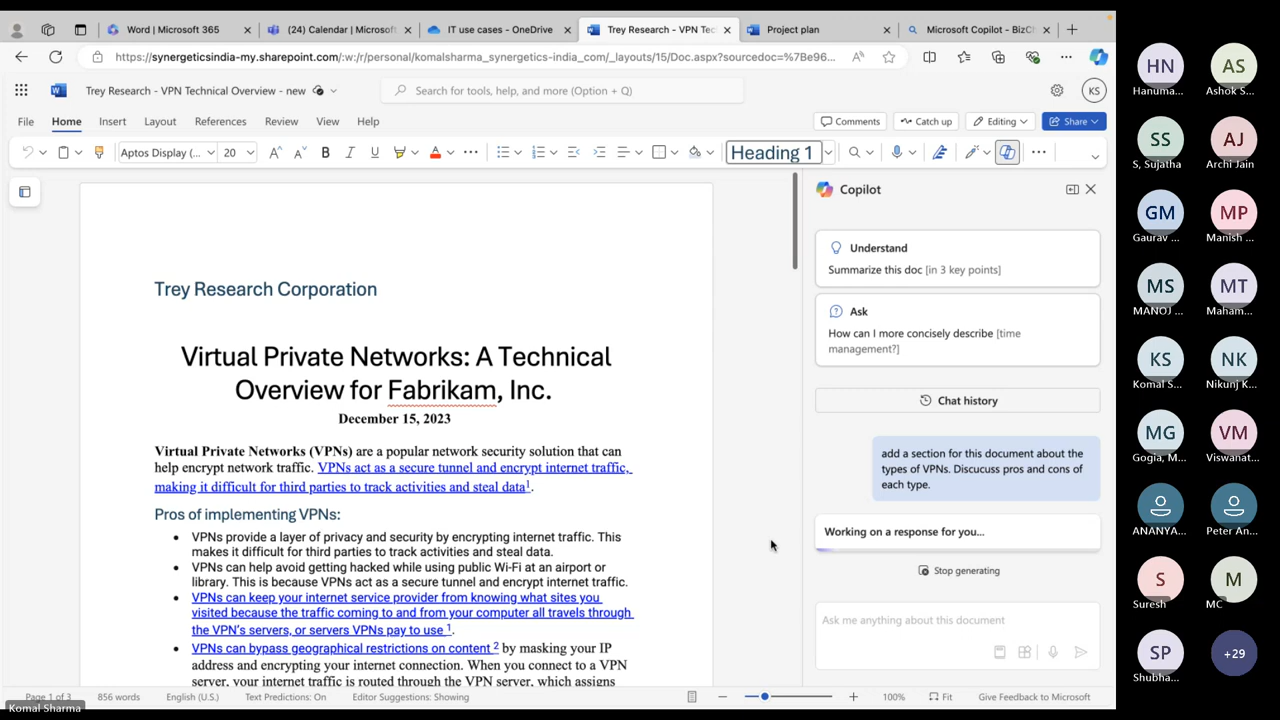 Word | Microsoft 365
(24) Calendar | Microsoft
IT use cases - OneDrive
Trey Research - VPN Tec
Project plan
Microsoft Copilot - BizCh
https://synergeticsindia-my.sharepoint.com/:w:/r/personal/komalsharma_synergetics-india_com/_layouts/15/Doc.aspx?sourcedoc=%7Be96...
Trey Research - VPN Technical Overview - new
Search for tools, help, and more (Option + Q)
KS
File Home Insert Layout References Review View Help
Comments
Catch up
Editing
Share
Aptos Display (...
20
Heading 1
Trey Research Corporation
Virtual Private Networks: A Technical
Overview for Fabrikam, Inc.
December 15, 2023
Virtual Private Networks (VPNs) are a popular network security solution that can
help encrypt network traffic. VPNs act as a secure tunnel and encrypt internet traffic,
making it difficult for third parties to track activities and steal data1.
Pros of implementing VPNs:
• VPNs provide a layer of privacy and security by encrypting internet traffic. This
makes it difficult for third parties to track activities and steal data.
• VPNs can help avoid getting hacked while using public Wi-Fi at an airport or
library. This is because VPNs act as a secure tunnel and encrypt internet traffic.
• VPNs can keep your internet service provider from knowing what sites you
visited because the traffic coming to and from your computer all travels through
the VPN's servers, or servers VPNs pay to use 1.
• VPNs can bypass geographical restrictions on content 2 by masking your IP
address and encrypting your internet connection. When you connect to a VPN
server, your internet traffic is routed through the VPN server, which assigns
Copilot
Understand
Summarize this doc [in 3 key points]
Ask
How can I more concisely describe [time
management?]
Chat history
add a section for this document about the
types of VPNs. Discucuss pros and cons of
each type.
Working on a response for you...
Stop generating
Ask me anything about this document
Page 1 of 3
856 words
English (U.S.)
Text Predictions: On
Editor Suggestions: Showing
100%
Fit
Give Feedback to Microsoft
Komal Sharma
HN
Hanuma...
AS
Ashok S...
SS
S, Sujatha
AJ
Archi Jain
GM
Gaurav ...
MP
Manish ...
MS
MANOJ ...
MT
Maham...
KS
Komal S...
NK
Nikunj K...
MG
Gogia, M...
VM
Viswanat...
ANANYA...
Peter An...
S
Suresh
M
MC
SP
Shubha...
+29